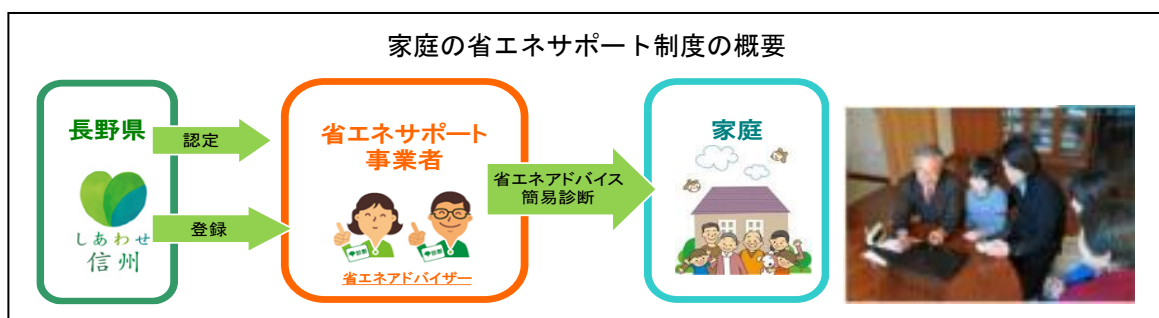 家庭の省エネサポート制度の概要
長野県
しあわせ
信州
認定
登録
省エネサポート
事業者
省エネアドバイザー
省エネアドバイス
簡易診断
家庭